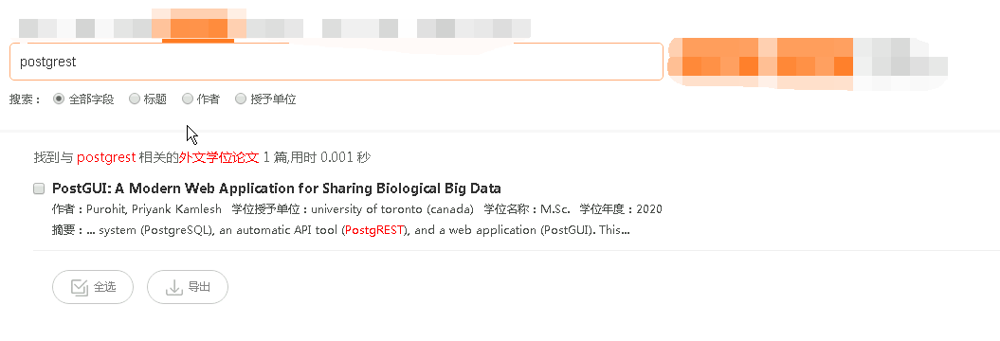 postgrest
搜索： 全部字段 标题 作者 授予单位
找到与 postgrest 相关的外文学位论文 1 篇,用时 0.001 秒
PostGUI: A Modern Web Application for Sharing Biological Big Data
作者：Purohit, Priyank Kamlesh 学位授予单位：university of toronto (canada) 学位名称：M.Sc. 学位年度：2020
摘要：... system (PostgreSQL), an automatic API tool (PostgREST), and a web application (PostGUI). This...
全选 导出